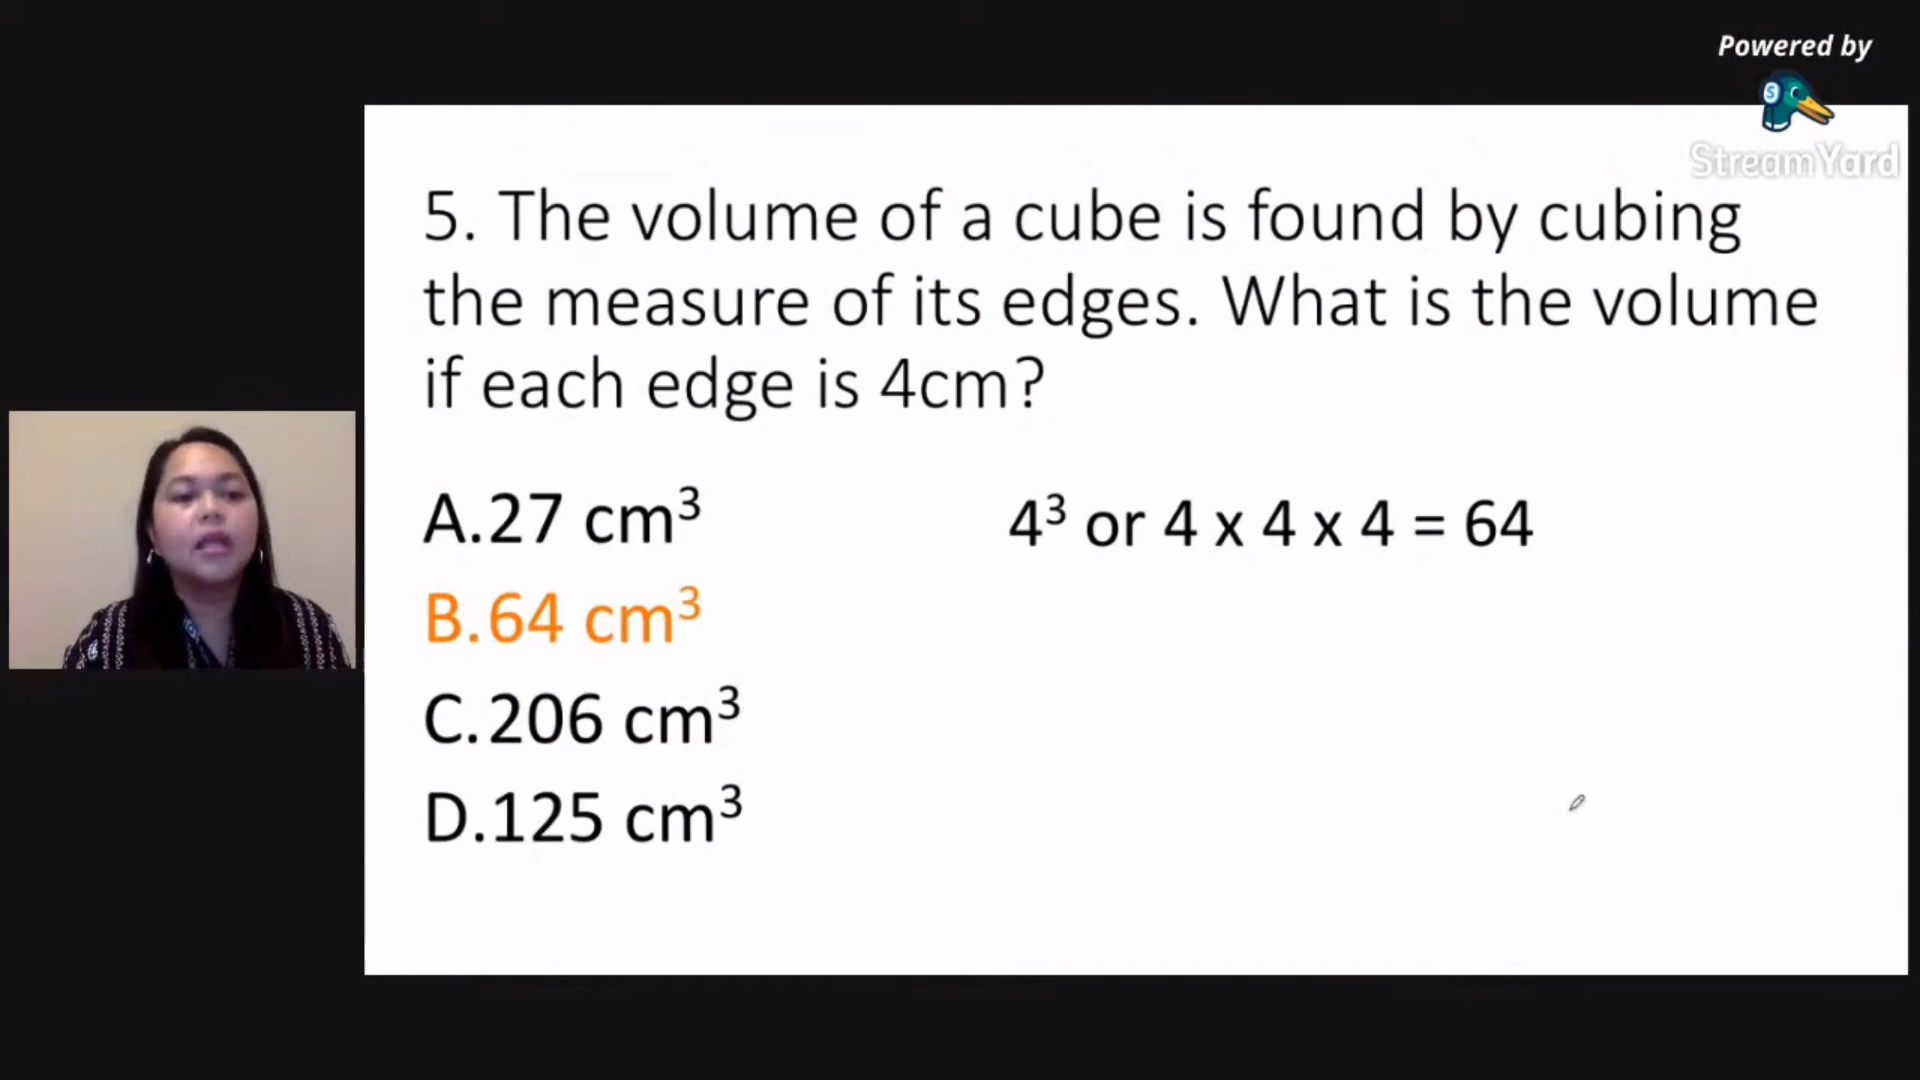 Powered by
StreamYard
5. The volume of a cube is found by cubing
the measure of its edges. What is the volume
if each edge is 4cm?
A.27 cm³
4³ or 4 x 4 x 4 = 64
B.64 cm³
C.206 cm³
D.125 cm³